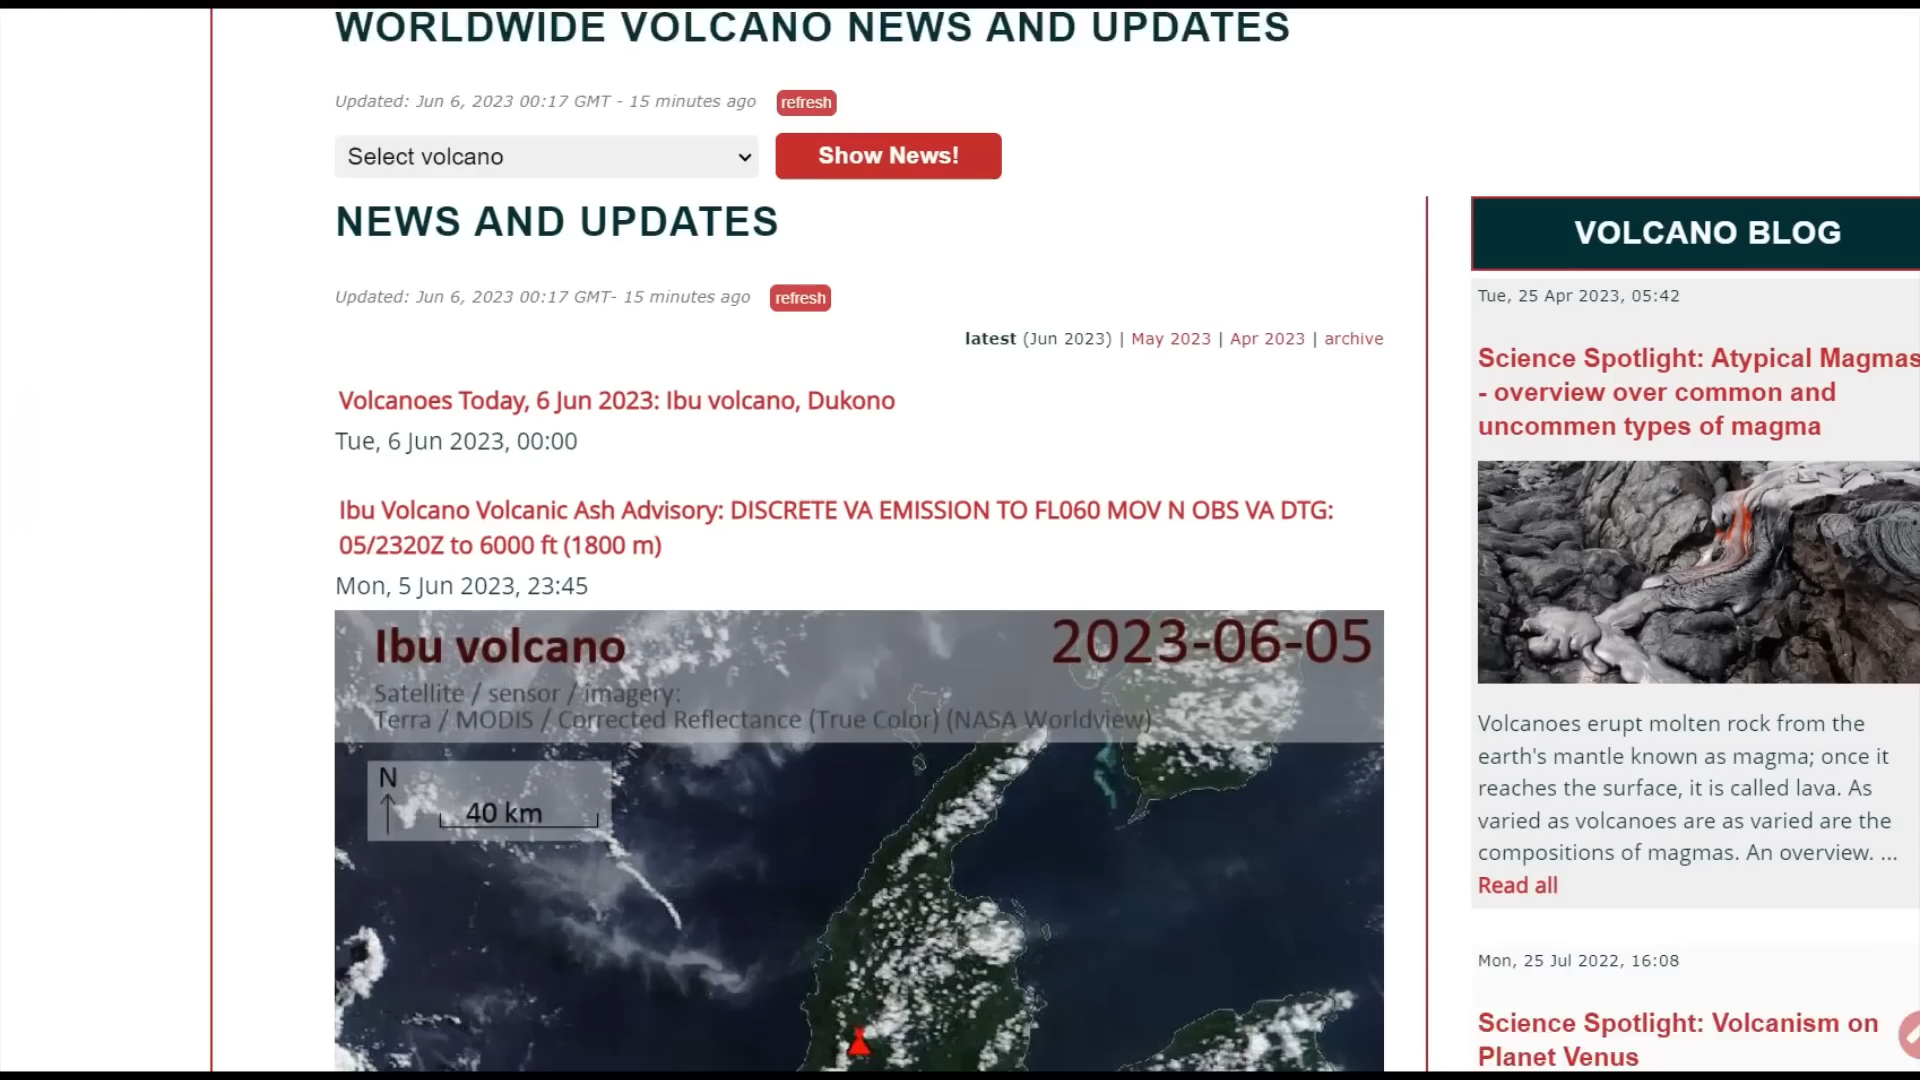 WORLDWIDE VOLCANO NEWS AND UPDATES
Updated: Jun 6, 2023 00:17 GMT - 15 minutes ago refresh
Select volcano Show News!
NEWS AND UPDATES
Updated: Jun 6, 2023 00:17 GMT- 15 minutes ago refresh
latest (Jun 2023) | May 2023 | Apr 2023 | archive
Volcanoes Today, 6 Jun 2023: Ibu volcano, Dukono
Tue, 6 Jun 2023, 00:00
Ibu Volcano Volcanic Ash Advisory: DISCRETE VA EMISSION TO FL060 MOV N OBS VA DTG:
05/2320Z to 6000 ft (1800 m)
Mon, 5 Jun 2023, 23:45
Ibu volcano 2023-06-05
Satellite / sensor / imagery:
Terra / MODIS / Corrected Reflectance (True Color) (NASA Worldview)
N
40 km
VOLCANO BLOG
Tue, 25 Apr 2023, 05:42
Science Spotlight: Atypical Magmas
- overview over common and
uncommen types of magma
Volcanoes erupt molten rock from the
earth's mantle known as magma; once it
reaches the surface, it is called lava. As
varied as volcanoes are as varied are the
compositions of magmas. An overview. ...
Read all
Mon, 25 Jul 2022, 16:08
Science Spotlight: Volcanism on
Planet Venus